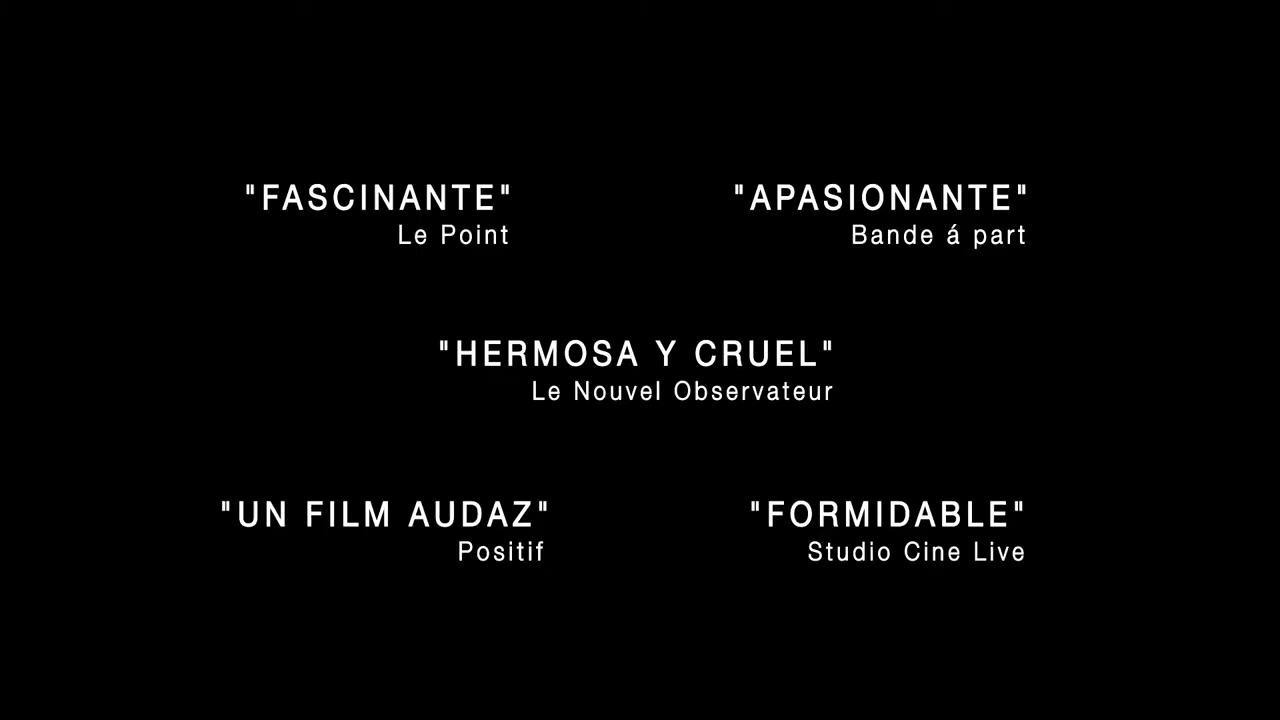 "FASCINANTE"
Le Point
"APASIONANTE"
Bande á part
"HERMOSA Y CRUEL"
Le Nouvel Observateur
"UN FILM AUDAZ"
Positif
"FORMIDABLE"
Studio Cine Live